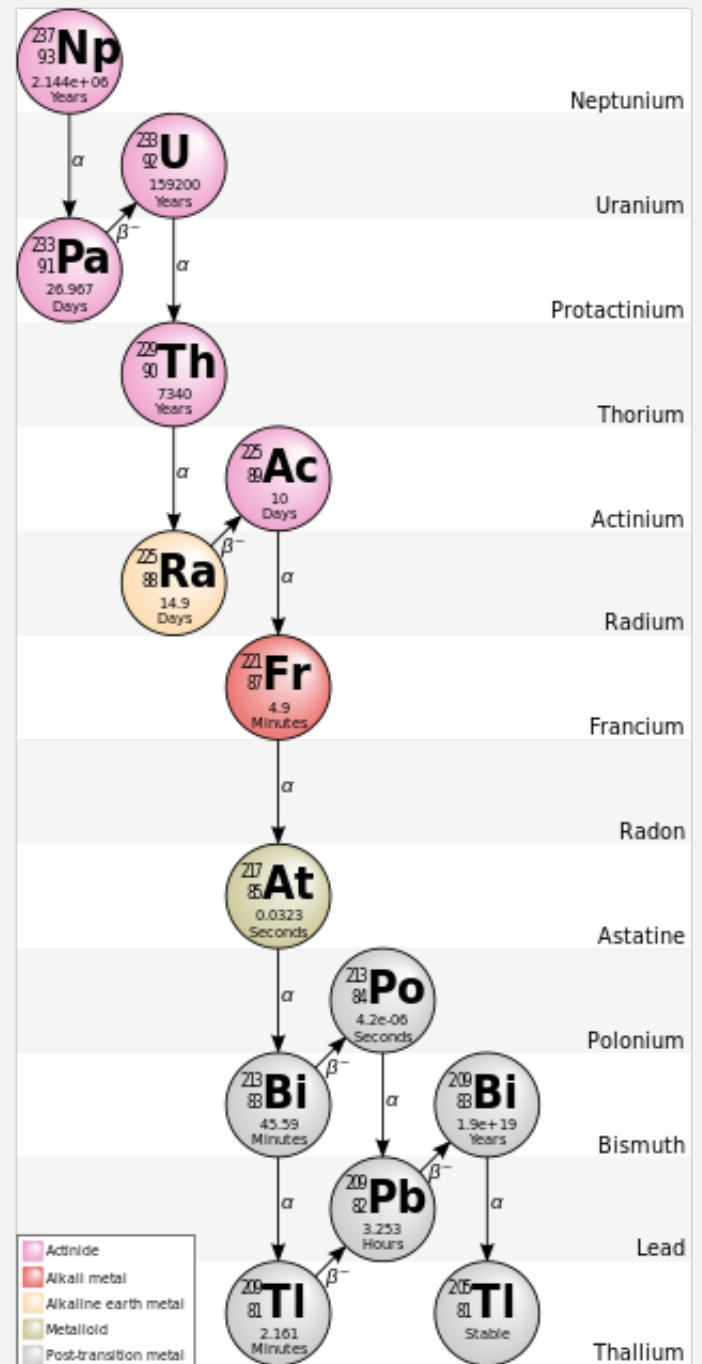 237
93 Np
2.144e+06
Years
Neptunium
α
233
92 U
159200
Years
Uranium
β−
233
91 Pa
26.967
Days
α
Protactinium
229
90 Th
7340
Years
Thorium
α
225
89 Ac
10
Days
Actinium
β−
225
88 Ra
14.9
Days
α
Radium
221
87 Fr
4.9
Minutes
Francium
α
Radon
217
85 At
0.0323
Seconds
Astatine
α
213
84 Po
4.2e-06
Seconds
Polonium
β−
213
83 Bi
45.59
Minutes
α
209
83 Bi
1.9e+19
Years
Bismuth
β−
α
209
82 Pb
3.253
Hours
α
Lead
β−
209
81 Tl
2.161
Minutes
205
81 Tl
Stable
Thallium
Actinide
Alkali metal
Alkaline earth metal
Metalloid
Post-transition metal